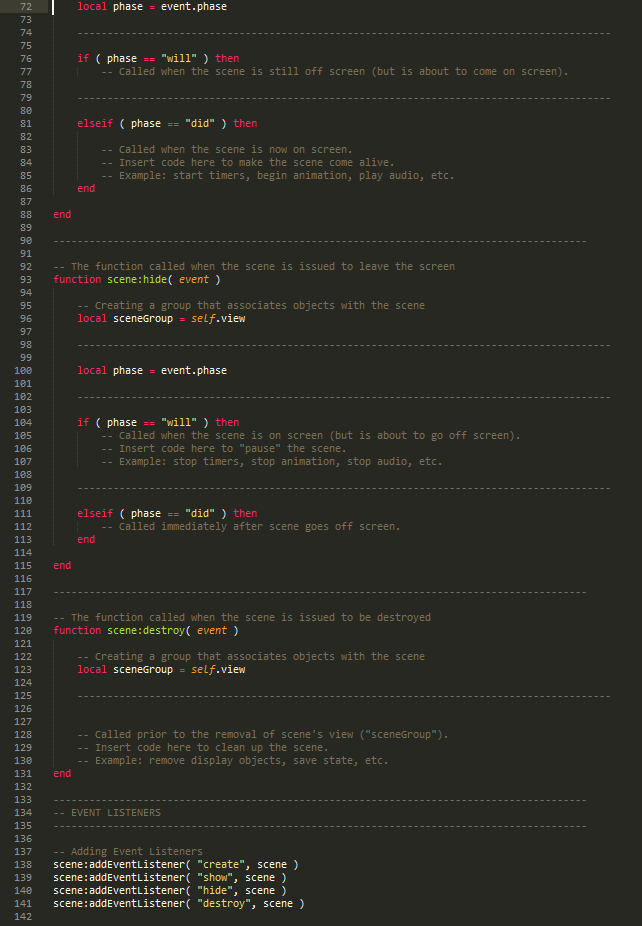 72 local phase = event.phase
73
74 -----------------------------------------------------------------------------------------
75
76 if ( phase == "will" ) then
77 -- Called when the scene is still off screen (but is about to come on screen).
78
79 -----------------------------------------------------------------------------------------
80
81 elseif ( phase == "did" ) then
82
83 -- Called when the scene is now on screen.
84 -- Insert code here to make the scene come alive.
85 -- Example: start timers, begin animation, play audio, etc.
86 end
87
88 end
89
90 -----------------------------------------------------------------------------------------
91
92 -- The function called when the scene is issued to leave the screen
93 function scene:hide( event )
94
95 -- Creating a group that associates objects with the scene
96 local sceneGroup = self.view
97
98 -----------------------------------------------------------------------------------------
99
100 local phase = event.phase
101
102 -----------------------------------------------------------------------------------------
103
104 if ( phase == "will" ) then
105 -- Called when the scene is on screen (but is about to go off screen).
106 -- Insert code here to "pause" the scene.
107 -- Example: stop timers, stop animation, stop audio, etc.
108
109 -----------------------------------------------------------------------------------------
110
111 elseif ( phase == "did" ) then
112 -- Called immediately after scene goes off screen.
113 end
114
115 end
116
117 -----------------------------------------------------------------------------------------
118
119 -- The function called when the scene is issued to be destroyed
120 function scene:destroy( event )
121
122 -- Creating a group that associates objects with the scene
123 local sceneGroup = self.view
124
125 -----------------------------------------------------------------------------------------
126
127
128 -- Called prior to the removal of scene's view ("sceneGroup").
129 -- Insert code here to clean up the scene.
130 -- Example: remove display objects, save state, etc.
131 end
132
133 -----------------------------------------------------------------------------------------
134 -- EVENT LISTENERS
135 -----------------------------------------------------------------------------------------
136
137 -- Adding Event Listeners
138 scene:addEventListener( "create", scene )
139 scene:addEventListener( "show", scene )
140 scene:addEventListener( "hide", scene )
141 scene:addEventListener( "destroy", scene )
142